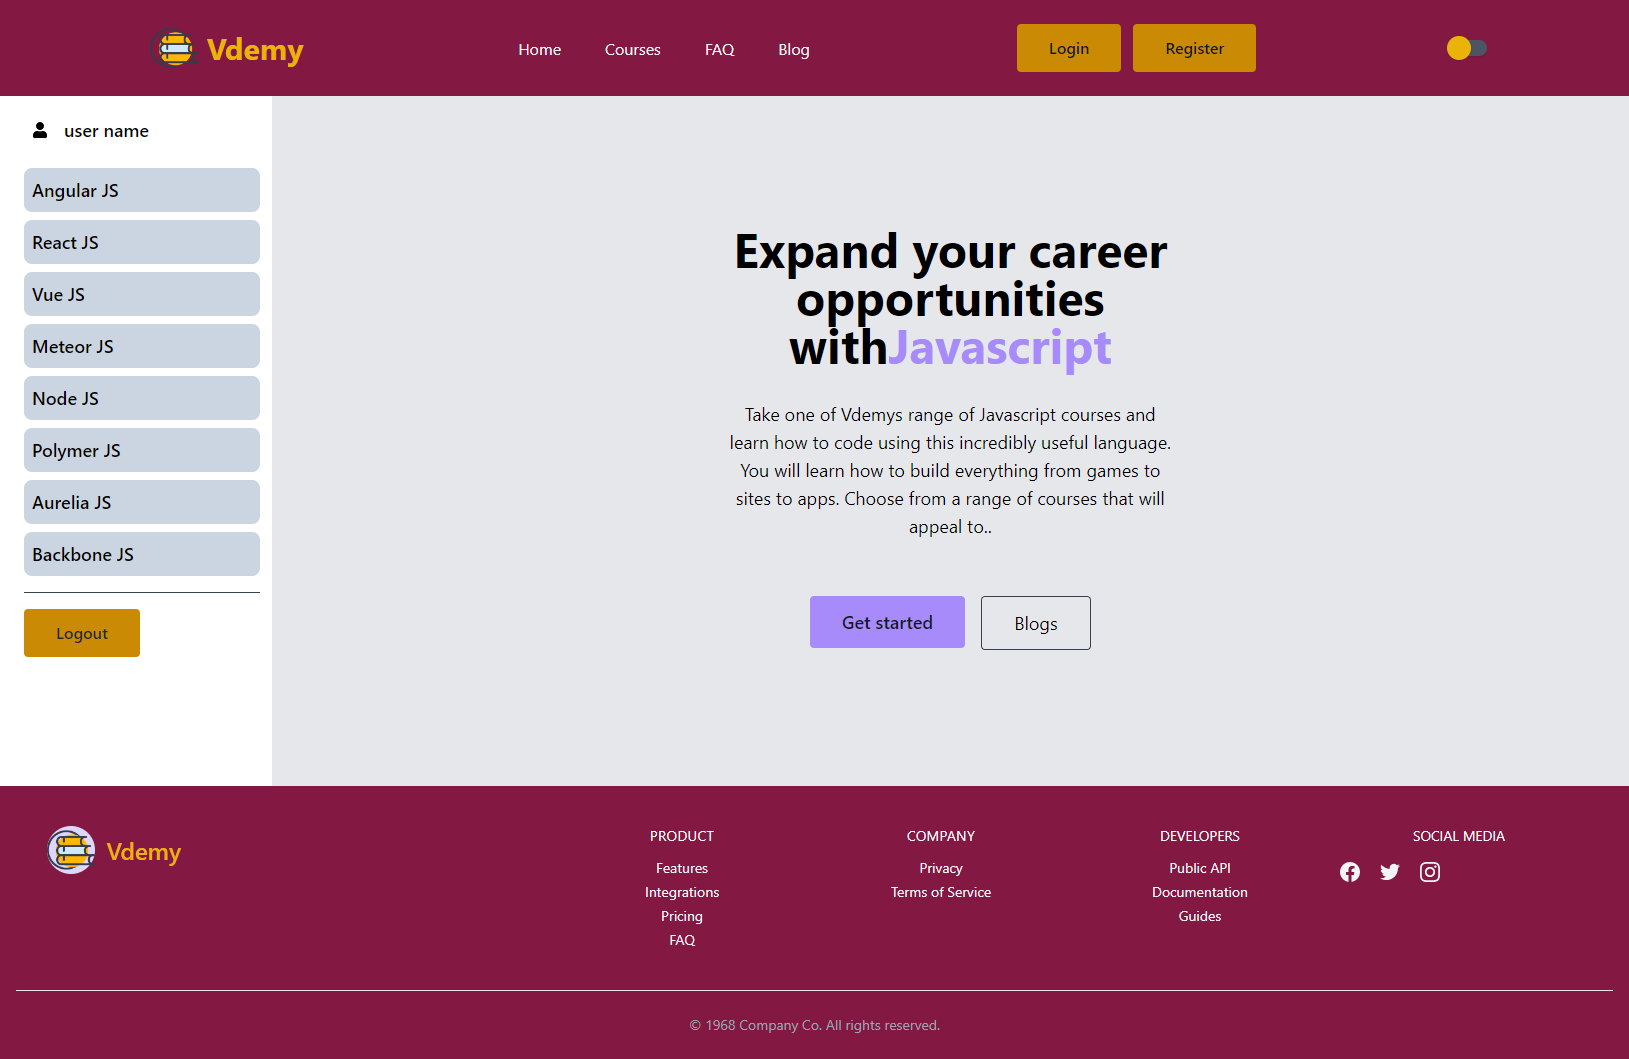 Vdemy
Home
Courses
FAQ
Blog
Login
Register
user name
Angular JS
React JS
Vue JS
Meteor JS
Node JS
Polymer JS
Aurelia JS
Backbone JS
Logout
Expand your career
opportunities
withJavascript
Take one of Vdemys range of Javascript courses and
learn how to code using this incredibly useful language.
You will learn how to build everything from games to
sites to apps. Choose from a range of courses that will
appeal to..
Get started
Blogs
Vdemy
PRODUCT
Features
Integrations
Pricing
FAQ
COMPANY
Privacy
Terms of Service
DEVELOPERS
Public API
Documentation
Guides
SOCIAL MEDIA
© 1968 Company Co. All rights reserved.